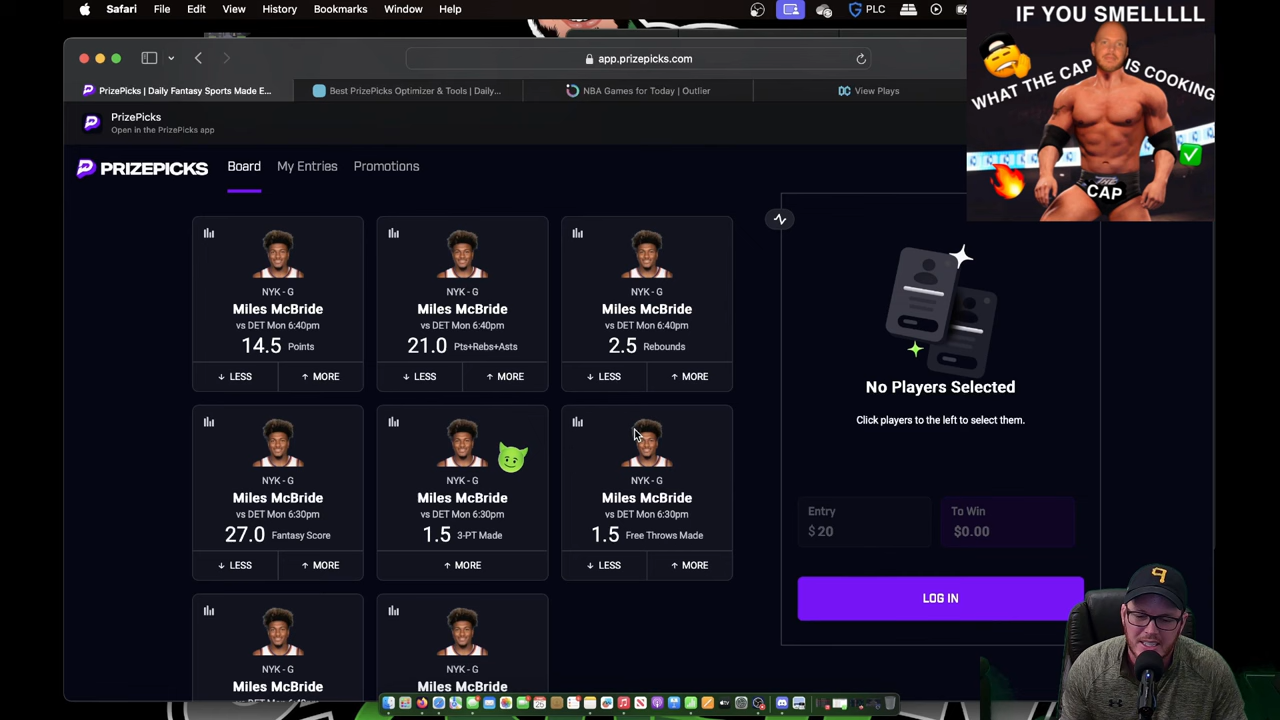 Safari File Edit View History Bookmarks Window Help PLC
IF YOU SMELLLLL
WHAT THE CAP IS COOKING
THE
CAP
app.prizepicks.com
PrizePicks | Daily Fantasy Sports Made E...
Best PrizePicks Optimizer & Tools | Daily...
NBA Games for Today | Outlier
DC View Plays
PrizePicks
Open in the PrizePicks app
PRIZEPICKS Board My Entries Promotions
NYK - G NYK - G NYK - G
Miles McBride Miles McBride Miles McBride
vs DET Mon 6:40pm vs DET Mon 6:40pm vs DET Mon 6:40pm
14.5 Points 21.0 Pts+Rebs+Asts 2.5 Rebounds
↓ LESS ↑ MORE ↓ LESS ↑ MORE ↓ LESS ↑ MORE
NYK - G NYK - G NYK - G
Miles McBride Miles McBride Miles McBride
vs DET Mon 6:30pm vs DET Mon 6:30pm vs DET Mon 6:30pm
27.0 Fantasy Score 1.5 3-PT Made 1.5 Free Throws Made
↓ LESS ↑ MORE ↑ MORE ↓ LESS ↑ MORE
NYK - G NYK - G
Miles McBride Miles McBride
No Players Selected
Click players to the left to select them.
Entry To Win
$ 20 $0.00
LOG IN